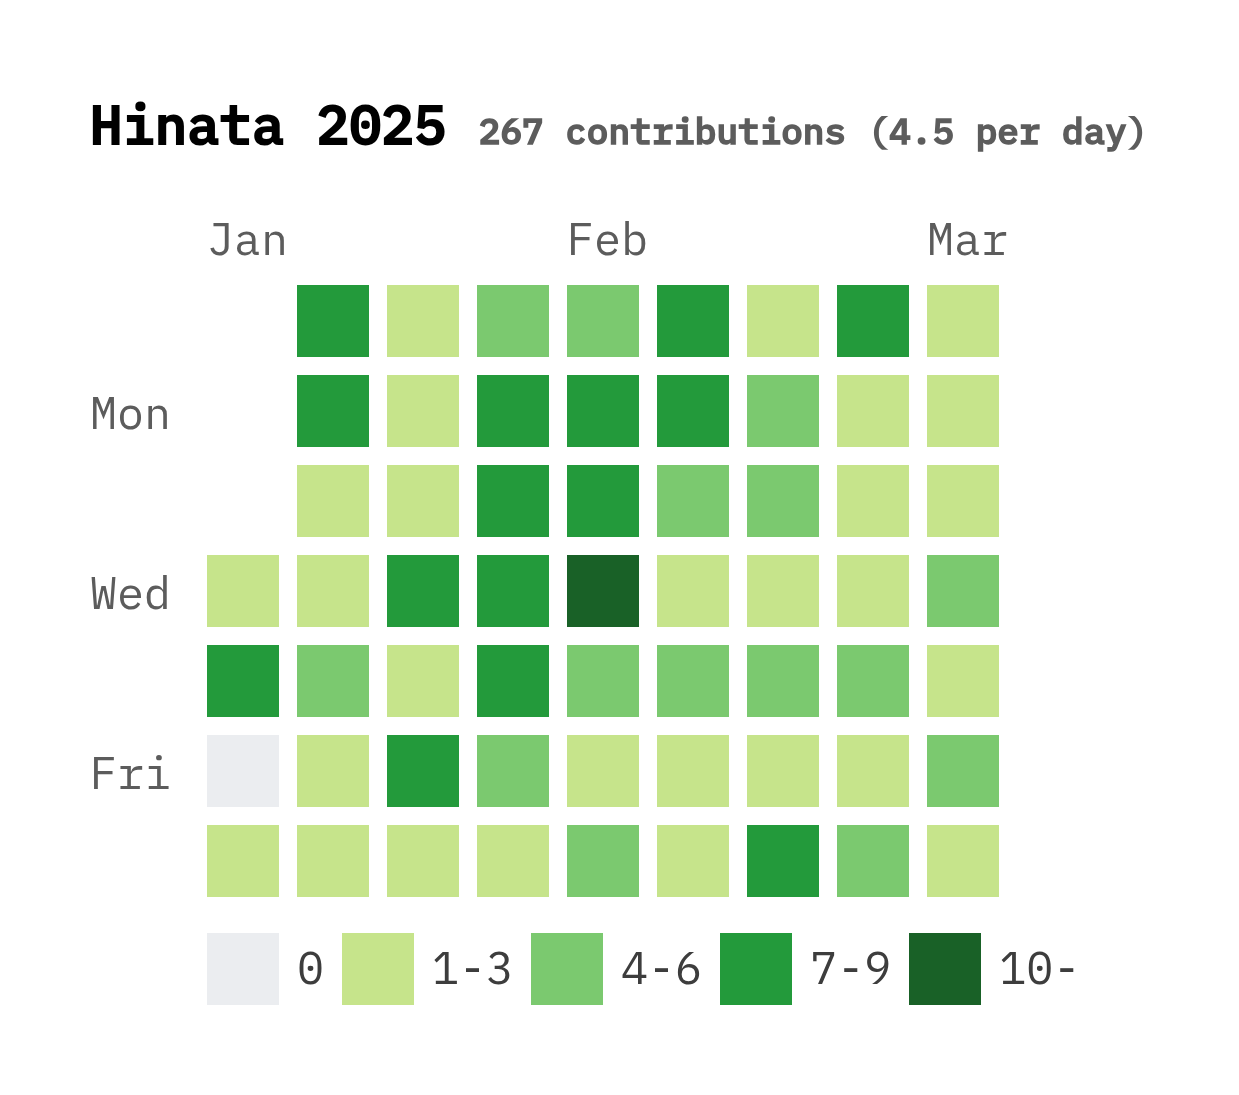 Hinata 2025 267 contributions (4.5 per day)
Jan Feb Mar
Mon
Wed
Fri
0 1-3 4-6 7-9 10-